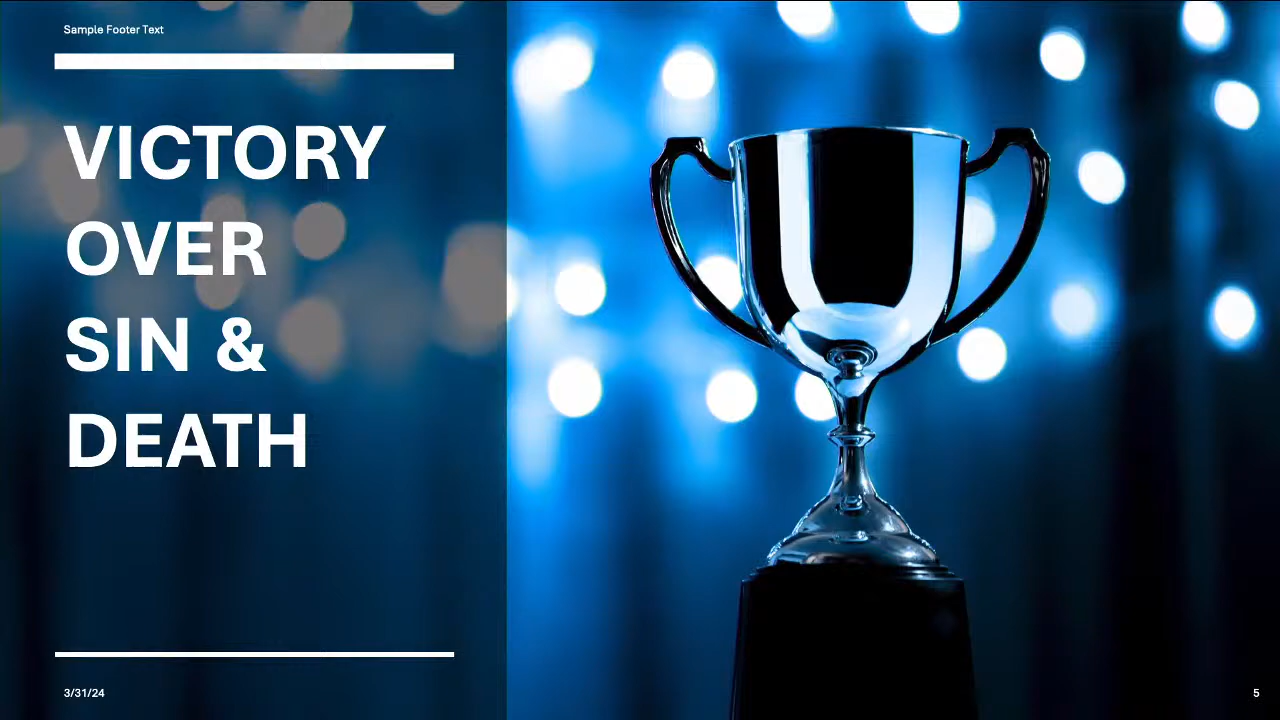 Sample Footer Text
VICTORY
OVER
SIN &
DEATH
3/31/24
5